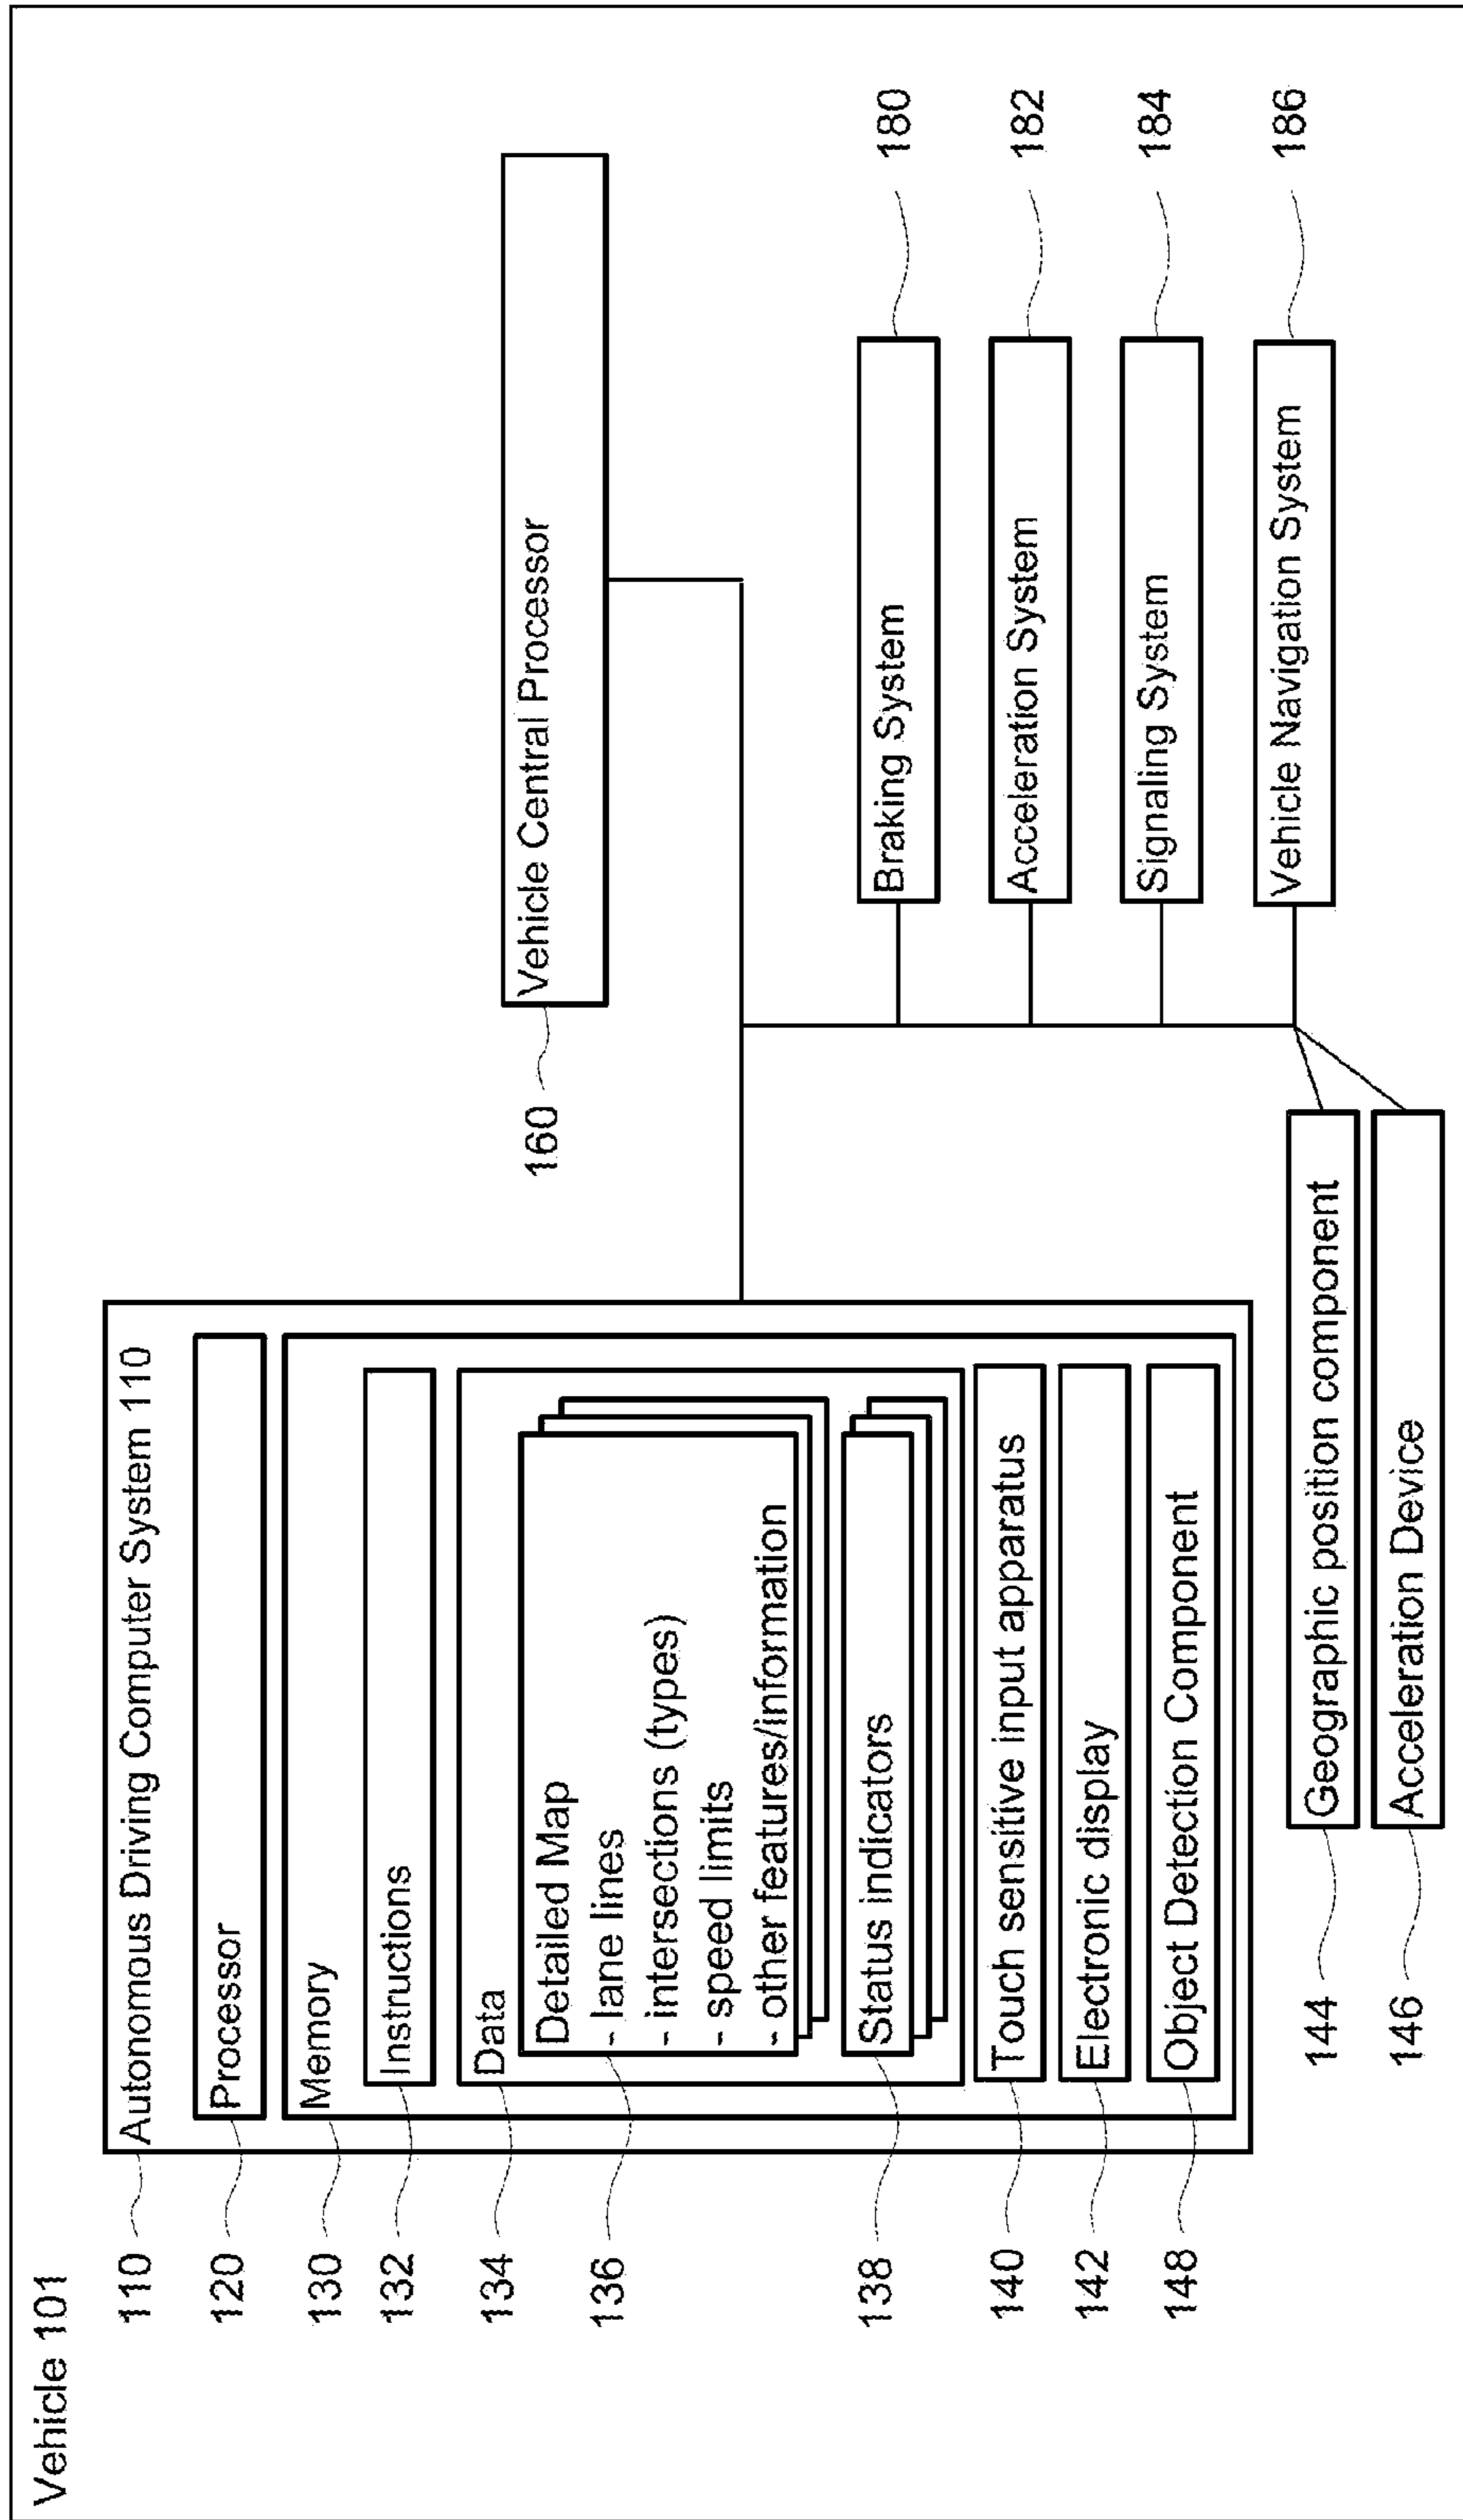 Vehicle 101
110
Autonomous Driving Computer System 110
120
Processor
130
Memory
132
Instructions
134
Data
136
Detailed Map
- lane lines
- intersections (types)
- speed limits
- other features/information
138
Status indicators
140
Touch sensitive input apparatus
142
Electronic display
148
Object Detection Component
144
Geographic position component
146
Acceleration Device
160
Vehicle Central Processor
Braking System
180
Acceleration System
182
Signaling System
184
Vehicle Navigation System
186